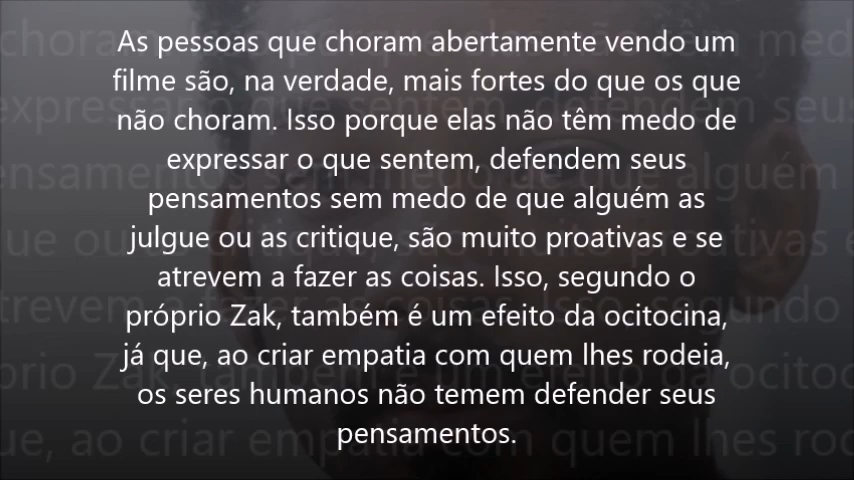 As pessoas que choram abertamente vendo um
filme são, na verdade, mais fortes do que os que
não choram. Isso porque elas não têm medo de
expressar o que sentem, defendem seus
pensamentos sem medo de que alguém as
julgue ou as critique, são muito proativas e se
atrevem a fazer as coisas. Isso, segundo o
próprio Zak, também é um efeito da ocitocina,
já que, ao criar empatia com quem lhes rodeia,
os seres humanos não temem defender seus
pensamentos.